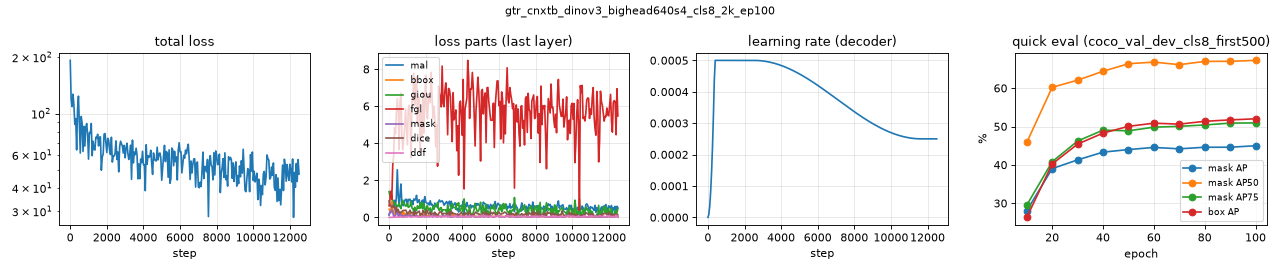 gtr_cnxtb_dinov3_bighead640s4_cls8_2k_ep100
total loss
2 × 10²
10²
6 × 10¹
4 × 10¹
3 × 10¹
0 2000 4000 6000 8000 10000 12000
step
loss parts (last layer)
8
6
4
2
0
mal
bbox
giou
fgl
mask
dice
ddf
0 2000 4000 6000 8000 10000 12000
step
learning rate (decoder)
0.0005
0.0004
0.0003
0.0002
0.0001
0.0000
0 2000 4000 6000 8000 10000 12000
step
quick eval (coco_val_dev_cls8_first500)
%
60
50
40
30
mask AP
mask AP50
mask AP75
box AP
20 40 60 80 100
epoch